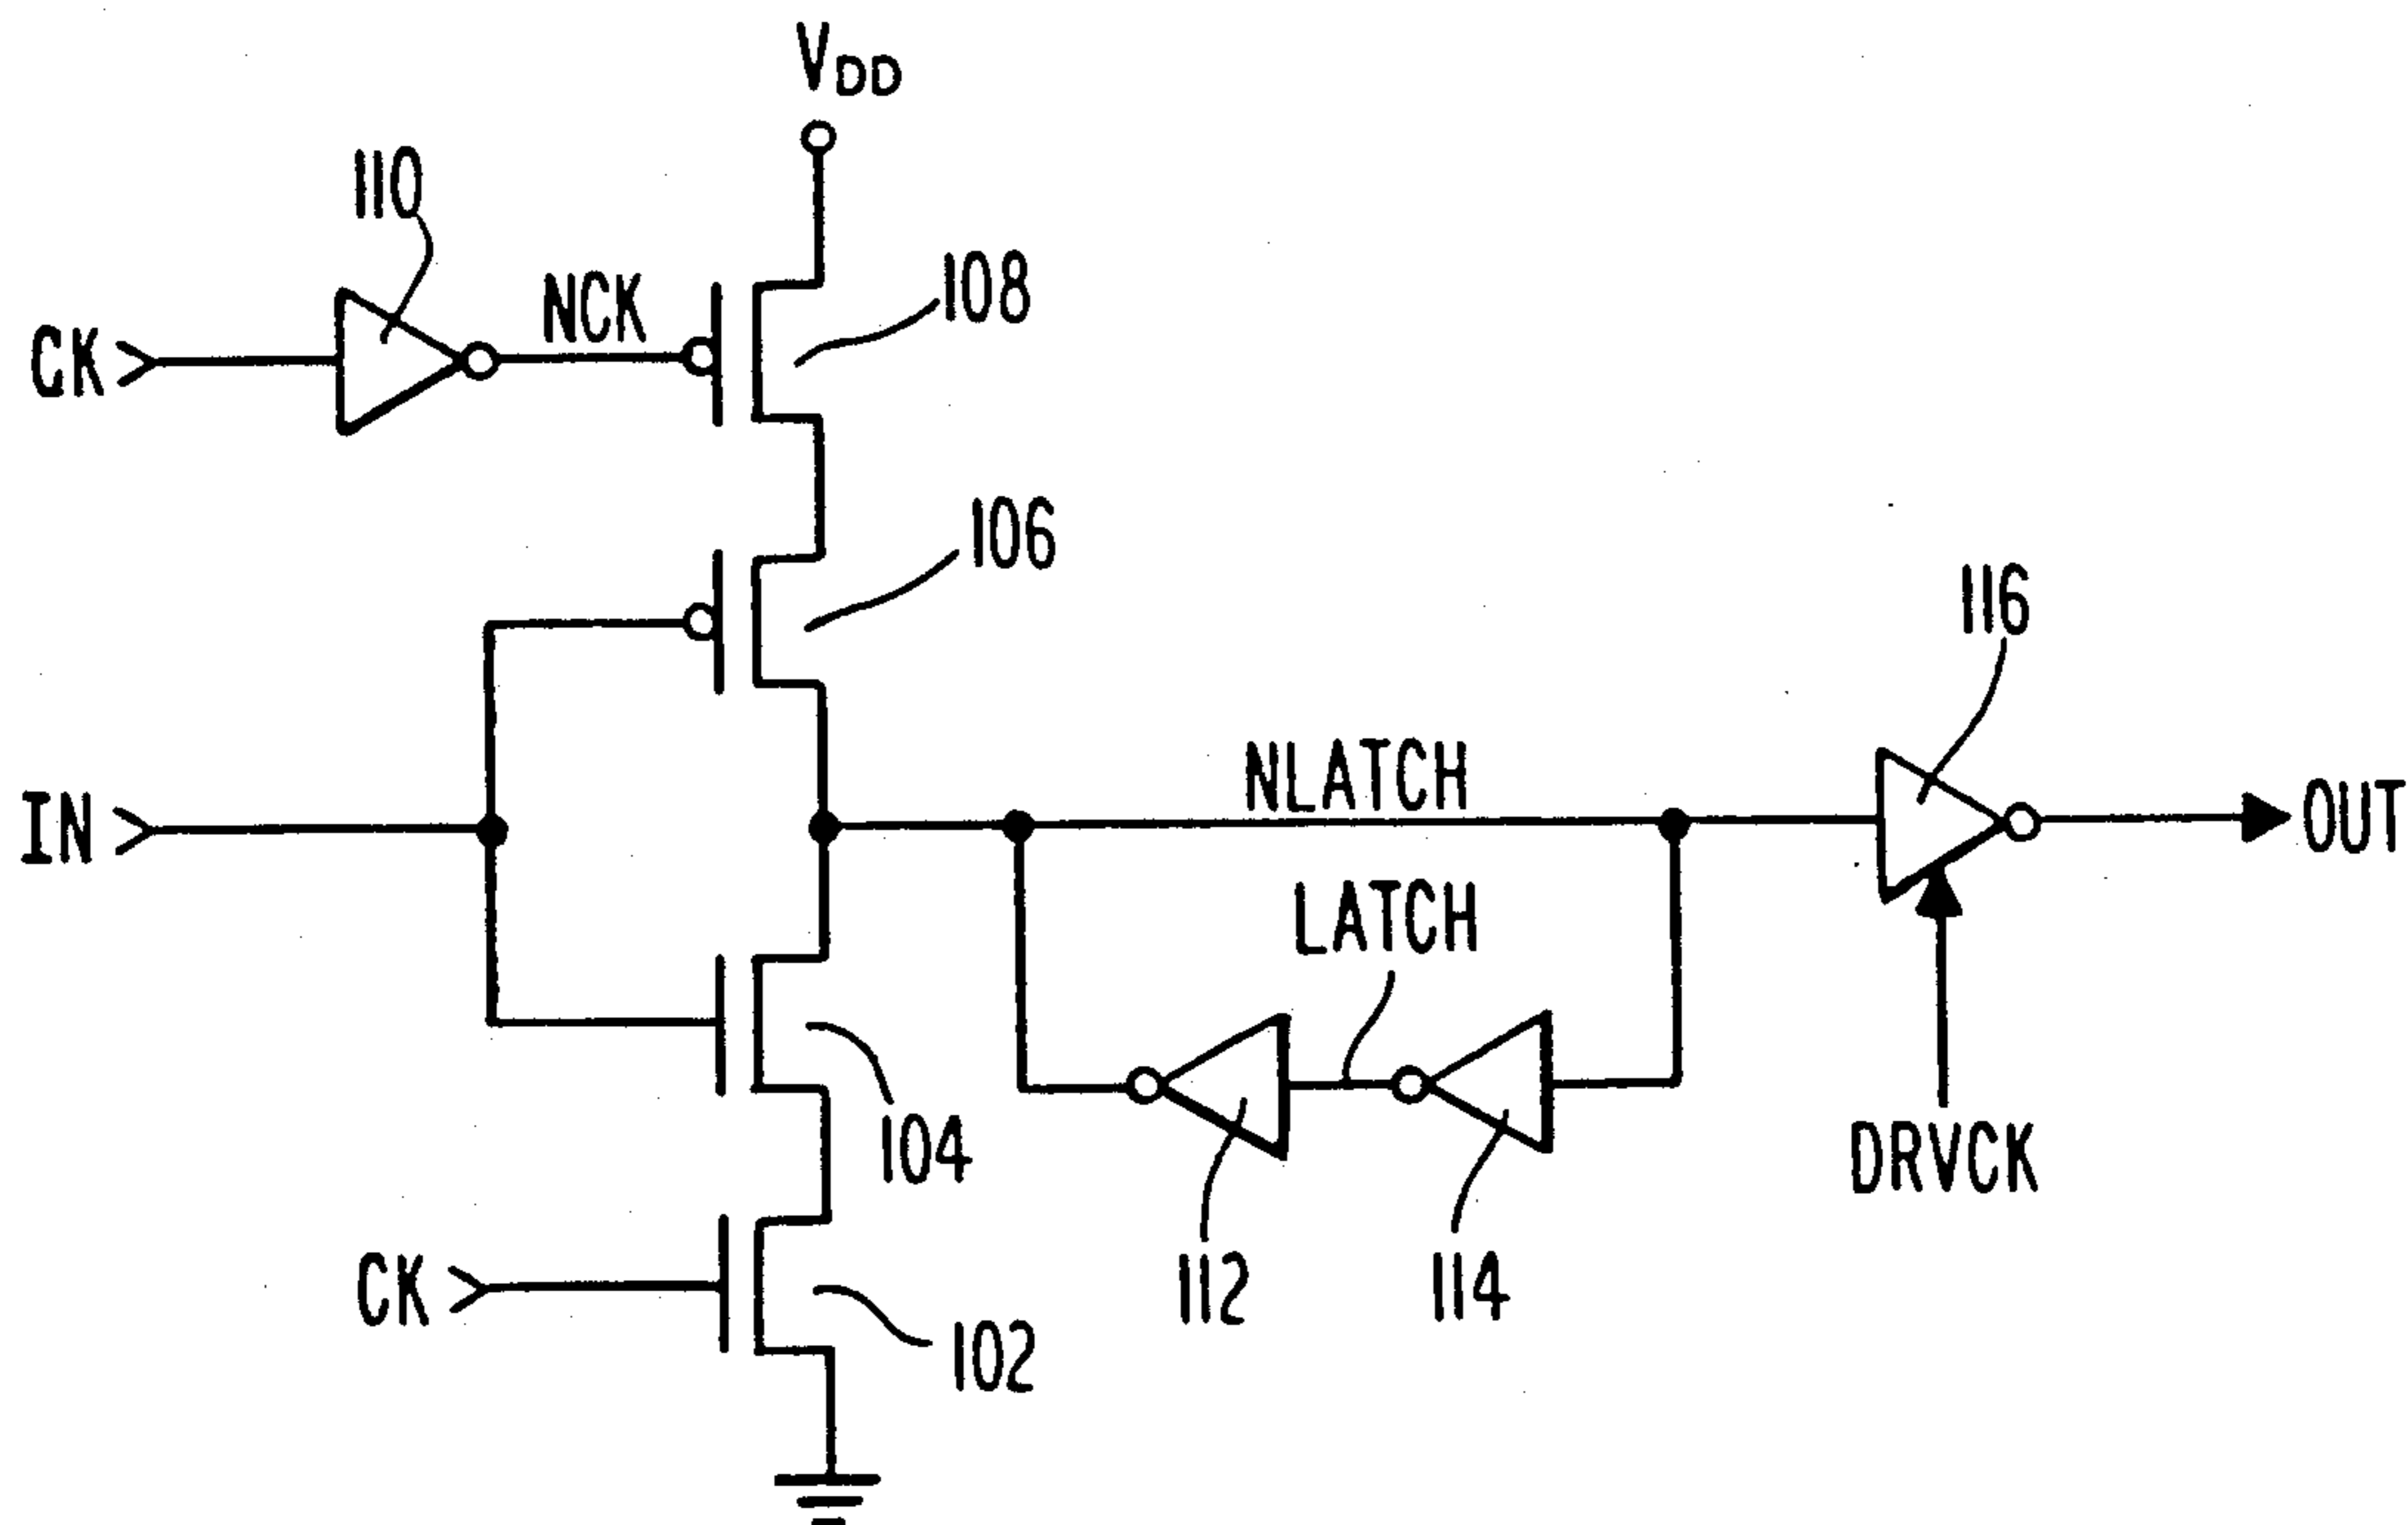 VDD
110
NCK
108
CK
106
116
NLATCH
IN
OUT
LATCH
104
DRVCK
CK
112
114
102